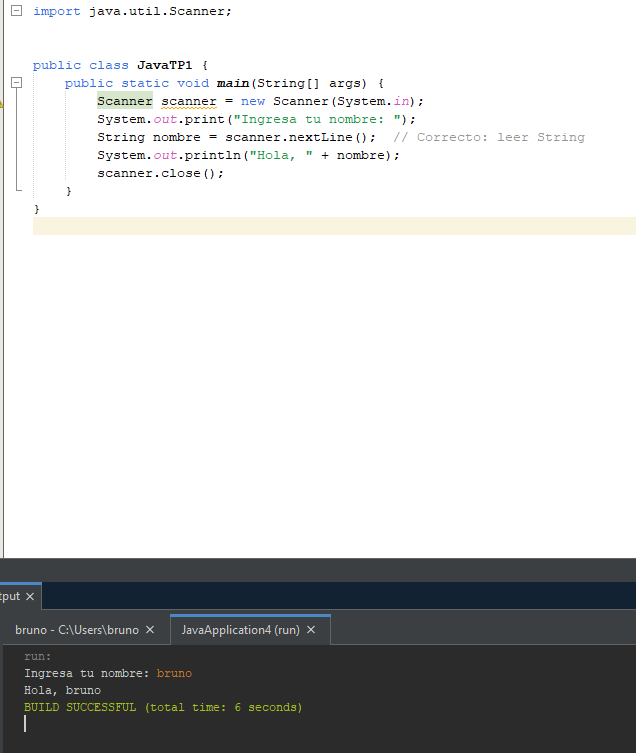 import java.util.Scanner;
public class JavaTP1 {
public static void main(String[] args) {
Scanner scanner = new Scanner(System.in);
System.out.print("Ingresa tu nombre: ");
String nombre = scanner.nextLine();  // Correcto: leer String
System.out.println("Hola, " + nombre);
scanner.close();
}
}
tput ×
bruno - C:\Users\bruno × JavaApplication4 (run) ×
run:
Ingresa tu nombre: bruno
Hola, bruno
BUILD SUCCESSFUL (total time: 6 seconds)